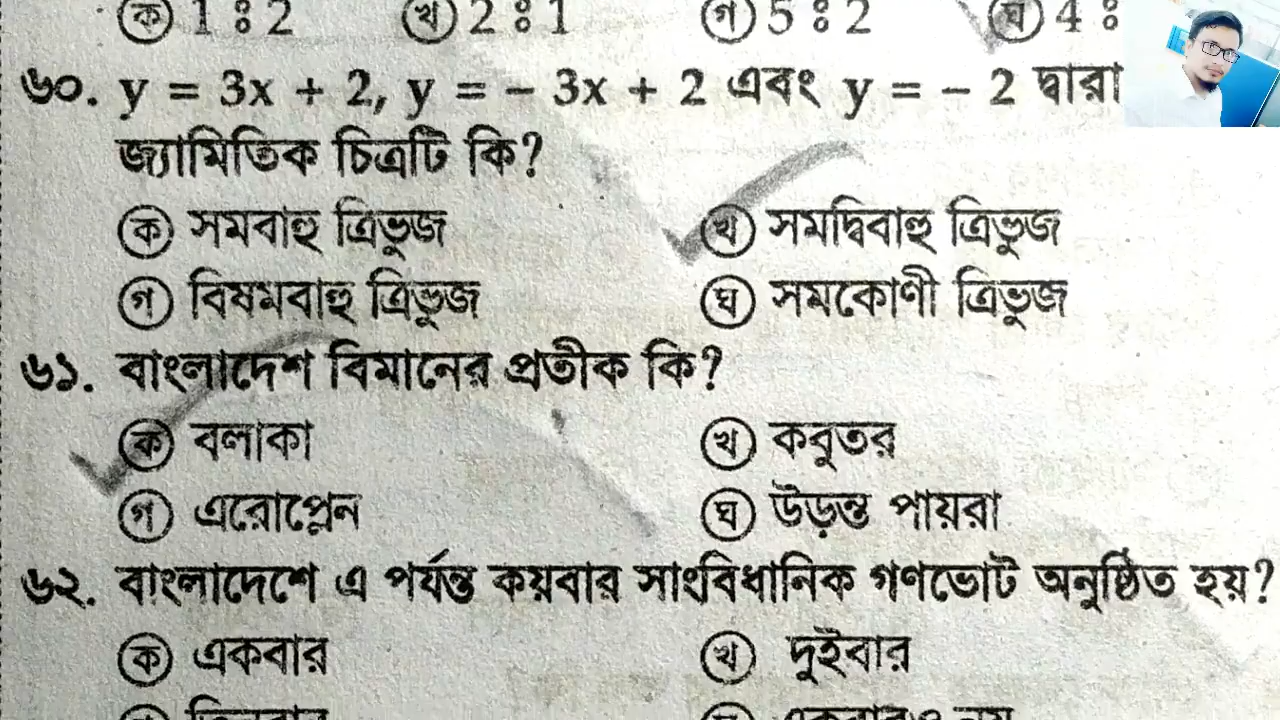 ক 1 : 2 খ 2 : 1 গ 5 : 2 ঘ 4 :
৬০. y = 3x + 2, y = – 3x + 2 এবং y = – 2 দ্বারা
জ্যামিতিক চিত্রটি কি?
ক সমবাহু ত্রিভুজ খ সমদ্বিবাহু ত্রিভুজ
গ বিষমবাহু ত্রিভুজ ঘ সমকোণী ত্রিভুজ
৬১. বাংলাদেশ বিমানের প্রতীক কি?
ক বলাকা খ কবুতর
গ এরোপ্লেন ঘ উড়ন্ত পায়রা
৬২. বাংলাদেশে এ পর্যন্ত কয়বার সাংবিধানিক গণভোট অনুষ্ঠিত হয়?
ক একবার খ দুইবার